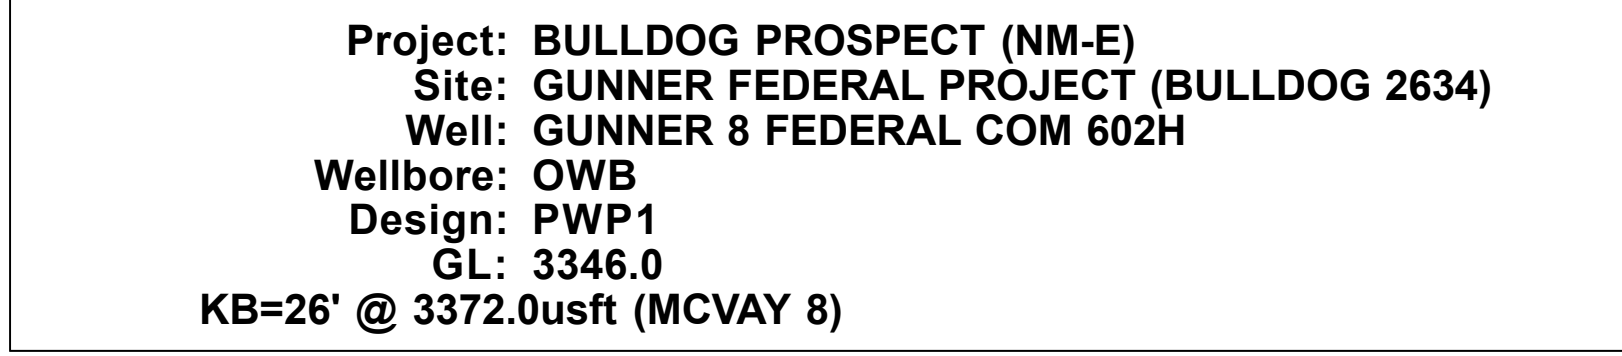 Project: BULLDOG PROSPECT (NM-E)
Site: GUNNER FEDERAL PROJECT (BULLDOG 2634)
Well: GUNNER 8 FEDERAL COM 602H
Wellbore: OWB
Design: PWP1
GL: 3346.0
KB=26' @ 3372.0usft (MCVAY 8)